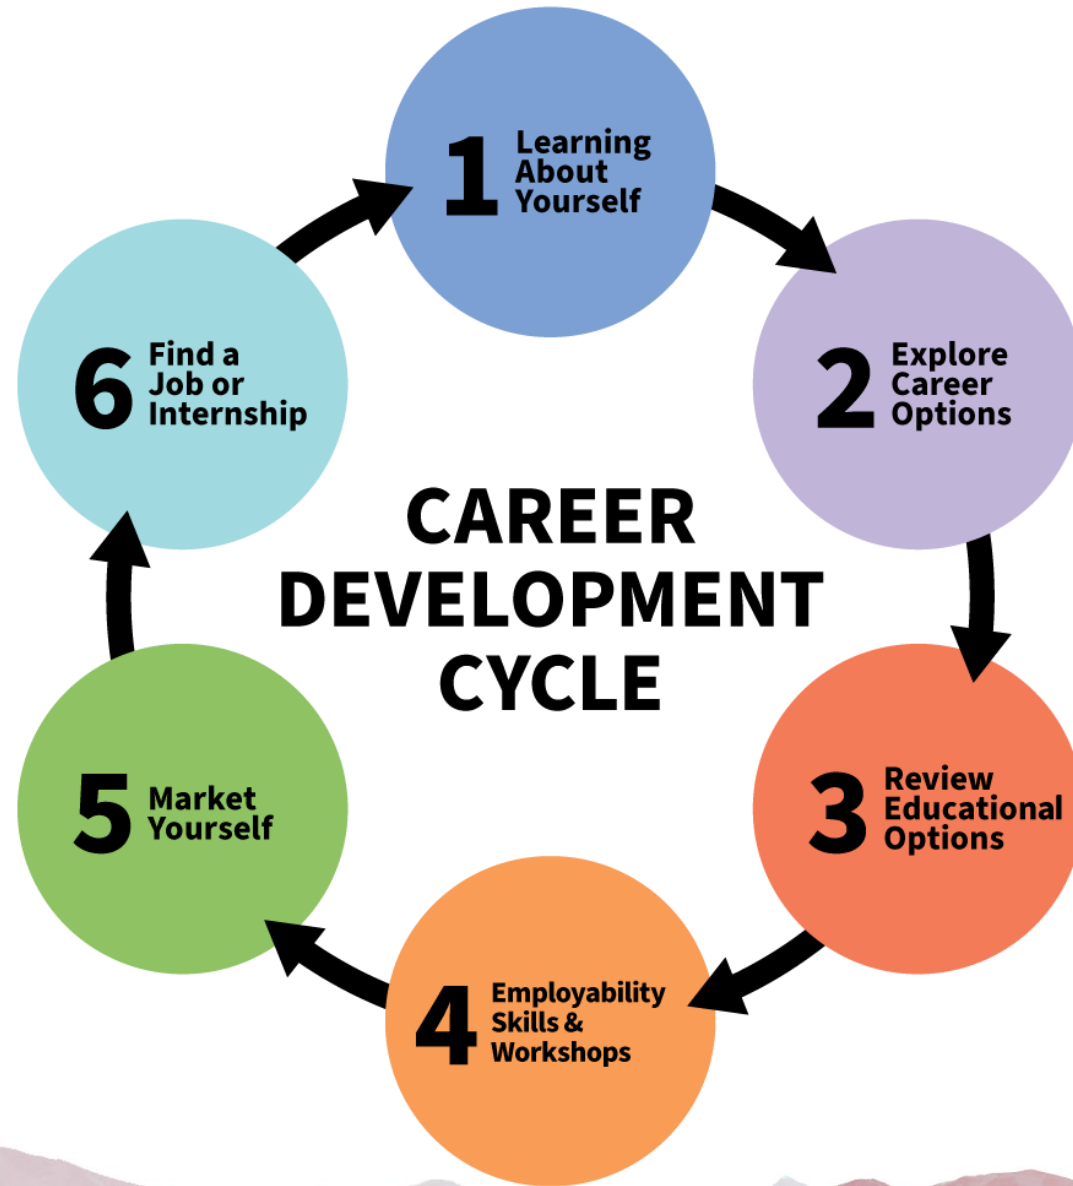 1 Learning
About
Yourself
2 Explore
Career
Options
3 Review
Educational
Options
4 Employability
Skills &
Workshops
5 Market
Yourself
6 Find a
Job or
Internship
CAREER
DEVELOPMENT
CYCLE